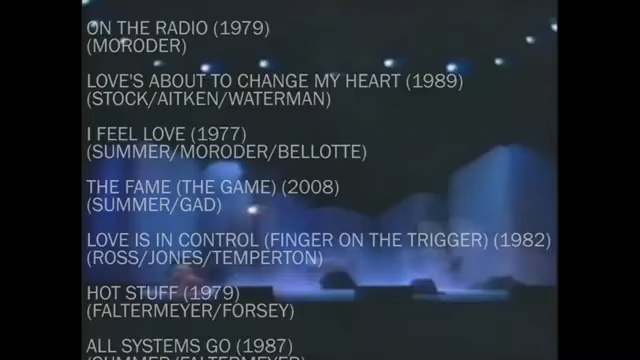 ON THE RADIO (1979)
(MORODER)
LOVE'S ABOUT TO CHANGE MY HEART (1989)
(STOCK/AITKEN/WATERMAN)
I FEEL LOVE (1977)
(SUMMER/MORODER/BELLOTTE)
THE FAME (THE GAME) (2008)
(SUMMER/GAD)
LOVE IS IN CONTROL (FINGER ON THE TRIGGER) (1982)
(ROSS/JONES/TEMPERTON)
HOT STUFF (1979)
(FALTERMEYER/FORSEY)
ALL SYSTEMS GO (1987)
(SUMMER/FALTERMEYER)